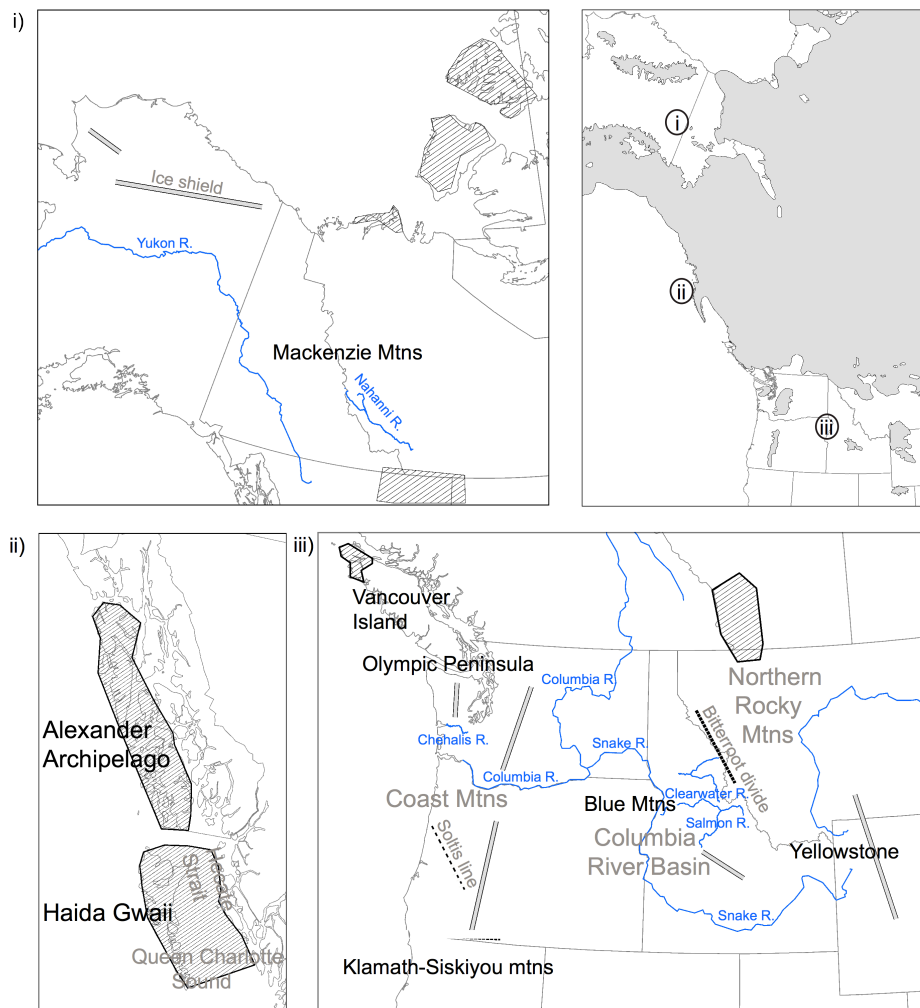 i)
Ice shield
Yukon R.
Mackenzie Mtns
Nahanni R.
i
ii
iii
ii)
Alexander
Archipelago
Hecate
Strait
Haida Gwaii
Queen Charlotte
Sound
iii)
Vancouver
Island
Olympic Peninsula
Columbia R.
Northern
Rocky
Mtns
Chehalis R.
Snake R.
Bitterroot divide
Columbia R.
Clearwater R.
Coast Mtns
Blue Mtns
Salmon R.
Soltis line
Columbia
River Basin
Yellowstone
Snake R.
Klamath-Siskiyou mtns